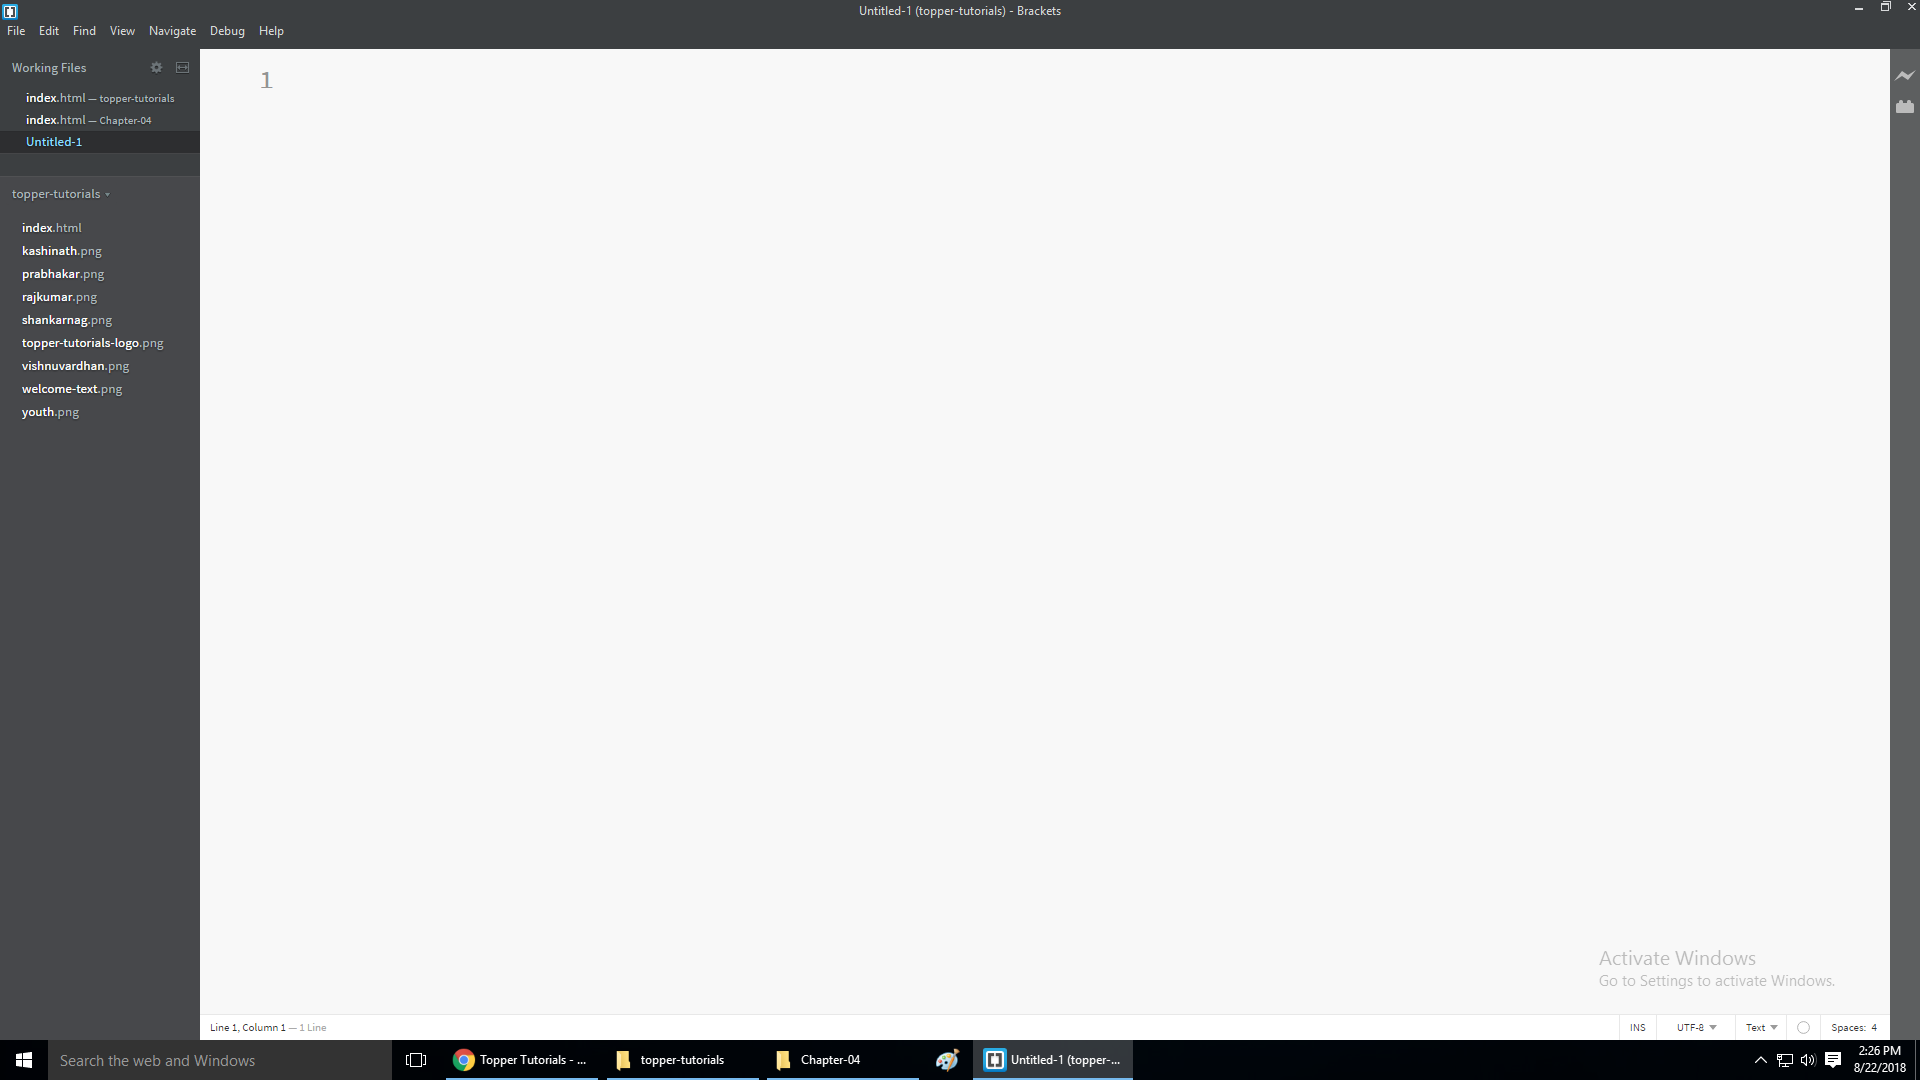 Untitled-1 (topper-tutorials) - Brackets
File Edit Find View Navigate Debug Help
Working Files
index.html — topper-tutorials
index.html — Chapter-04
Untitled-1
topper-tutorials
index.html
kashinath.png
prabhakar.png
rajkumar.png
shankarnag.png
topper-tutorials-logo.png
vishnuvardhan.png
welcome-text.png
youth.png
1
Activate Windows
Go to Settings to activate Windows.
Line 1, Column 1 — 1 Line
INS UTF-8 Text Spaces: 4
Search the web and Windows
Topper Tutorials - ...
topper-tutorials
Chapter-04
Untitled-1 (topper-...
2:26 PM
8/22/2018